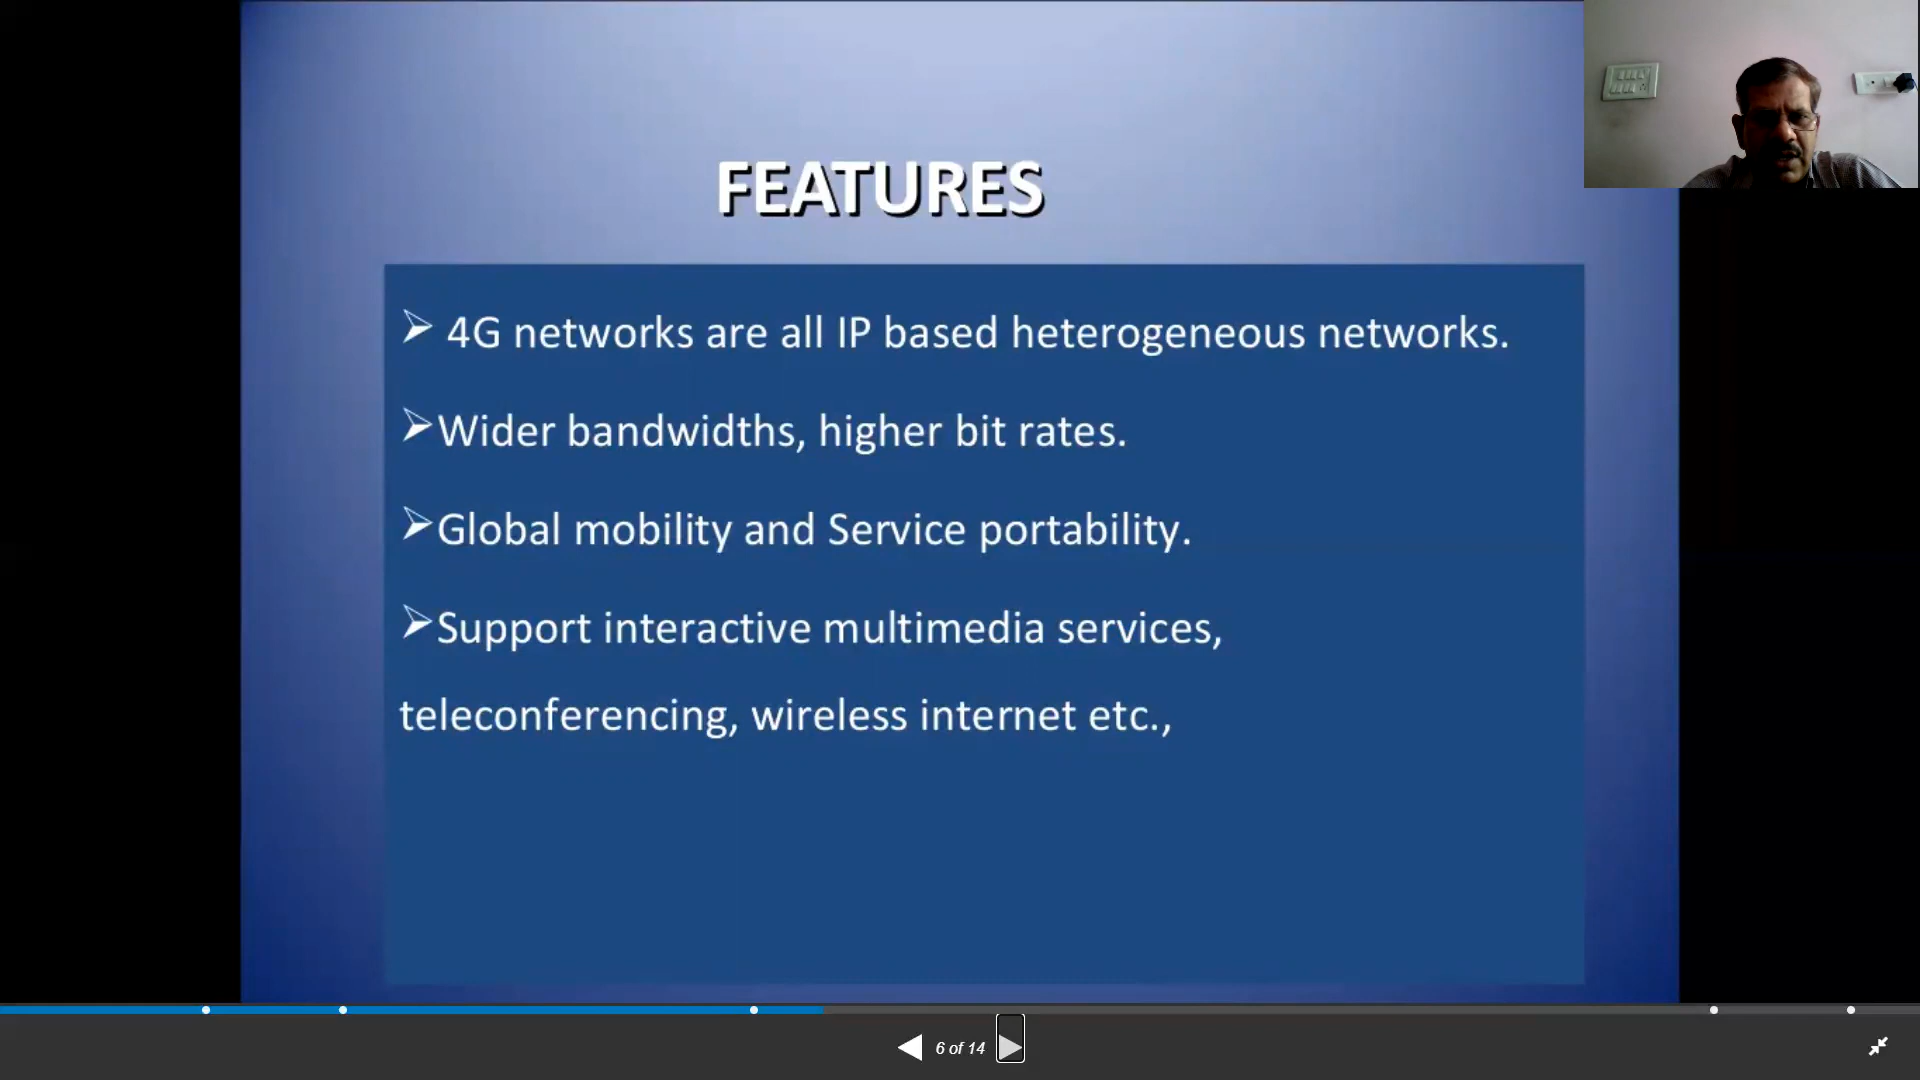 FEATURES
➢ 4G networks are all IP based heterogeneous networks.
➢Wider bandwidths, higher bit rates.
➢Global mobility and Service portability.
➢Support interactive multimedia services,
teleconferencing, wireless internet etc.,
6 of 14